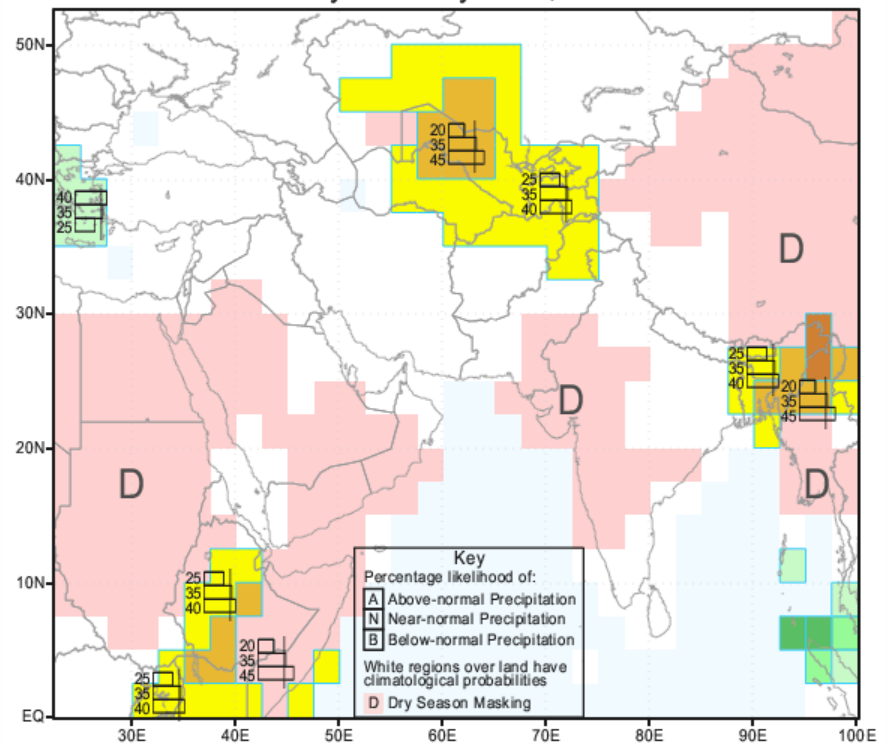 50N
40N
30N
20N
10N
EQ
30E
40E
50E
60E
70E
80E
90E
100E
20
35
45
25
35
40
40
35
25
D
25
35
40
20
35
45
D
D
D
25
35
40
20
35
45
25
35
40
Key
Percentage likelihood of:
A Above-normal Precipitation
N Near-normal Precipitation
B Below-normal Precipitation
White regions over land have
climatological probabilities
D Dry Season Masking